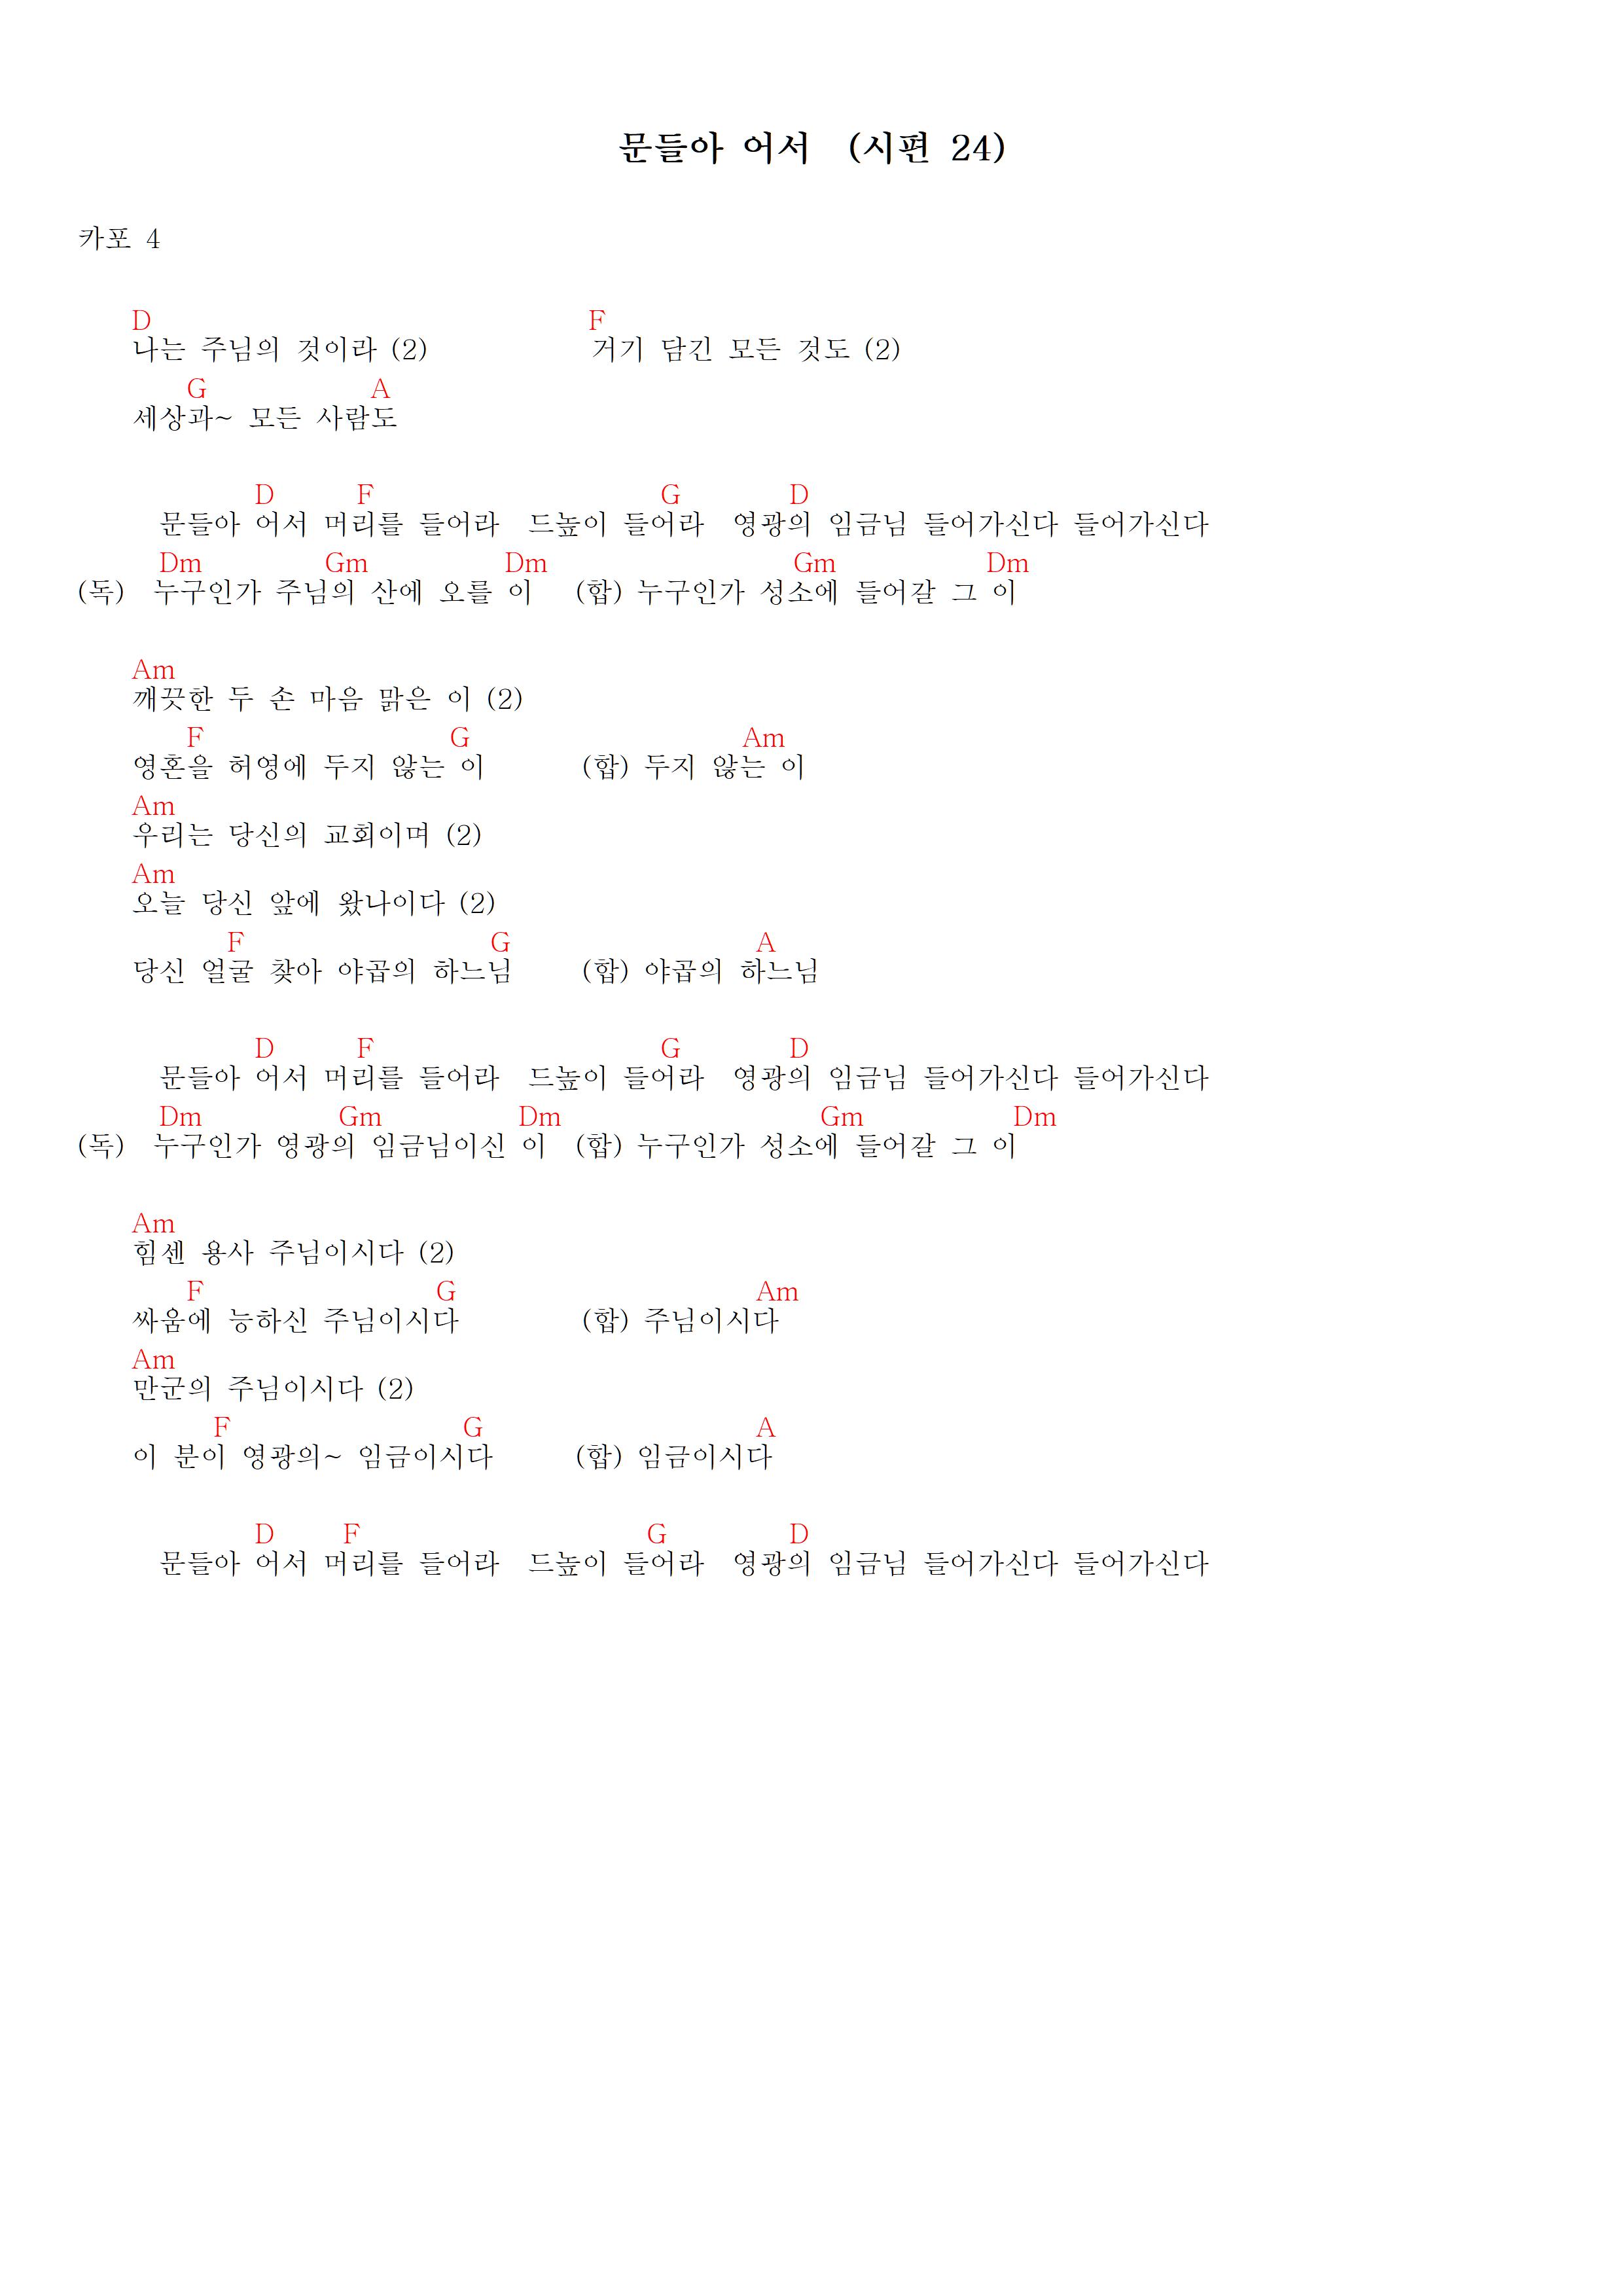 문들아 어서  (시편 24)
카포 4
D F
나는 주님의 것이라 (2) 거기 담긴 모든 것도 (2)
G A
세상과~ 모든 사람도
D F G D
문들아 어서 머리를 들어라 드높이 들어라 영광의 임금님 들어가신다 들어가신다
Dm Gm Dm Gm Dm
(독) 누구인가 주님의 산에 오를 이 (합) 누구인가 성소에 들어갈 그 이
Am
깨끗한 두 손 마음 맑은 이 (2)
F G Am
영혼을 허영에 두지 않는 이 (합) 두지 않는 이
Am
우리는 당신의 교회이며 (2)
Am
오늘 당신 앞에 왔나이다 (2)
F G A
당신 얼굴 찾아 야곱의 하느님 (합) 야곱의 하느님
D F G D
문들아 어서 머리를 들어라 드높이 들어라 영광의 임금님 들어가신다 들어가신다
Dm Gm Dm Gm Dm
(독) 누구인가 영광의 임금님이신 이 (합) 누구인가 성소에 들어갈 그 이
Am
힘센 용사 주님이시다 (2)
F G Am
싸움에 능하신 주님이시다 (합) 주님이시다
Am
만군의 주님이시다 (2)
F G A
이 분이 영광의~ 임금이시다 (합) 임금이시다
D F G D
문들아 어서 머리를 들어라 드높이 들어라 영광의 임금님 들어가신다 들어가신다